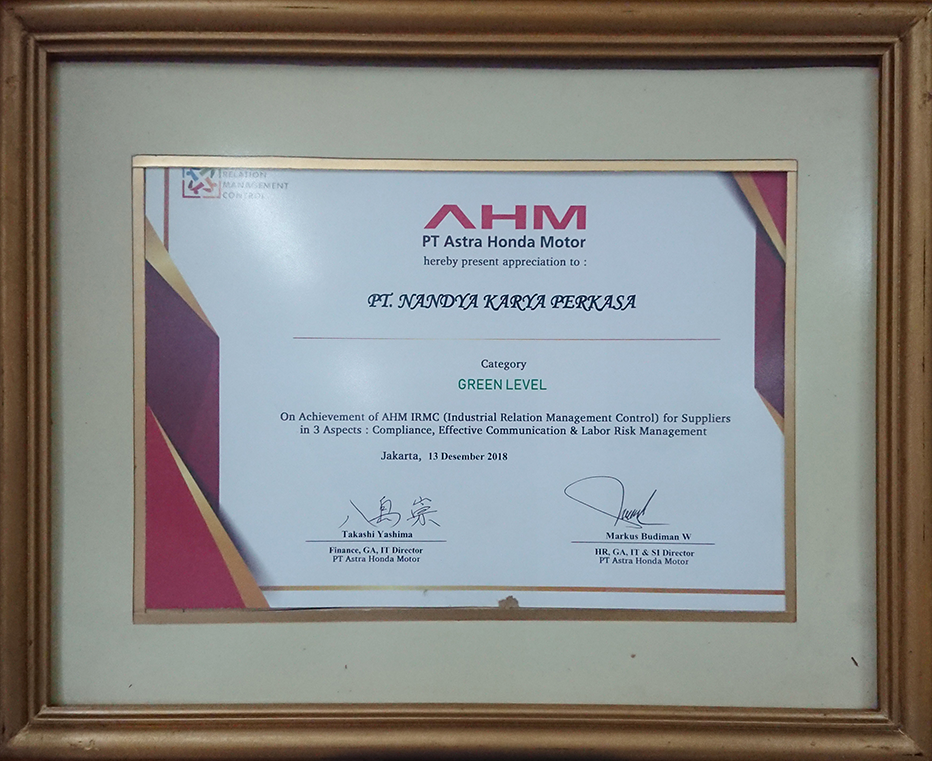 RELATION
MANAGEMENT
CONTROL
AHM
PT Astra Honda Motor
hereby present appreciation to :
PT. NANDYA KARYA PERKASA
Category
GREEN LEVEL
On Achievement of AHM IRMC (Industrial Relation Management Control) for Suppliers
in 3 Aspects : Compliance, Effective Communication & Labor Risk Management
Jakarta, 13 Desember 2018
八島 崇
Takashi Yashima
Finance, GA, IT Director
PT Astra Honda Motor
Markus Budiman W
HR, GA, IT & SI Director
PT Astra Honda Motor